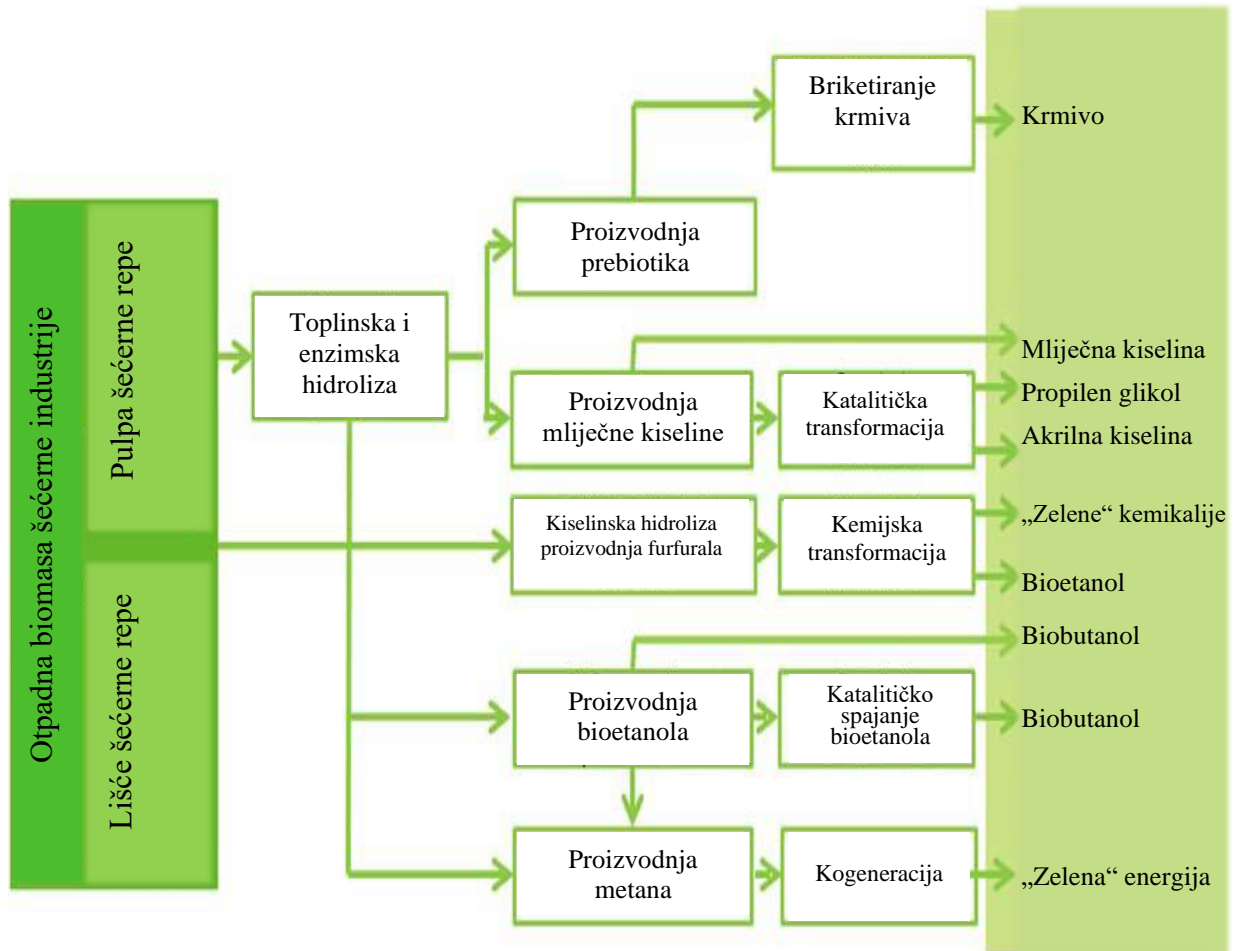 Otpadna biomasa šećerne industrije
Pulpa šećerne repe
Lišće šećerne repe
Toplinska i
enzimska
hidroliza
Briketiranje
krmiva
Krmivo
Proizvodnja
prebiotika
Proizvodnja
mliječne kiseline
Katalitička
transformacija
Mliječna kiselina
Propilen glikol
Akrilna kiselina
Kiselinska hidroliza
proizvodnja furfurala
Kemijska
transformacija
„Zelene“ kemikalije
Bioetanol
Proizvodnja
bioetanola
Katalitičko
spajanje
bioetanola
Biobutanol
Biobutanol
Proizvodnja
metana
Kogeneracija
„Zelena“ energija